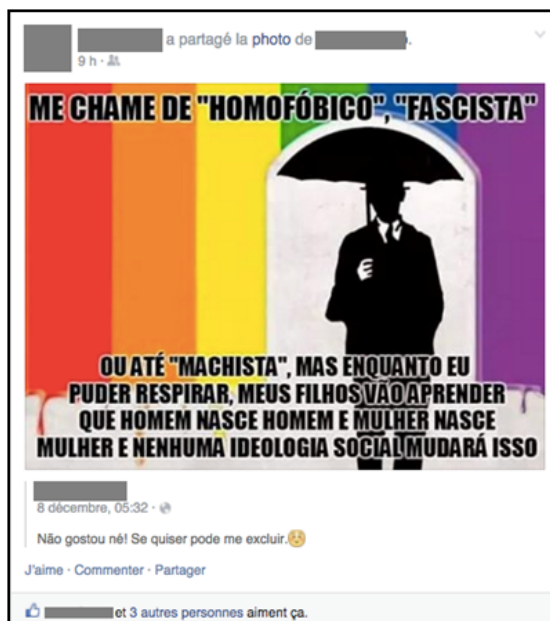 a partagé la photo de .
9 h ·
ME CHAME DE "HOMOFÓBICO", "FASCISTA"
OU ATÉ "MACHISTA", MAS ENQUANTO EU
PUDER RESPIRAR, MEUS FILHOS VÃO APRENDER
QUE HOMEM NASCE HOMEM E MULHER NASCE
MULHER E NENHUMA IDEOLOGIA SOCIAL MUDARÁ ISSO
8 décembre, 05:32 ·
Não gostou né! Se quiser pode me excluir.
J'aime · Commenter · Partager
et 3 autres personnes aiment ça.